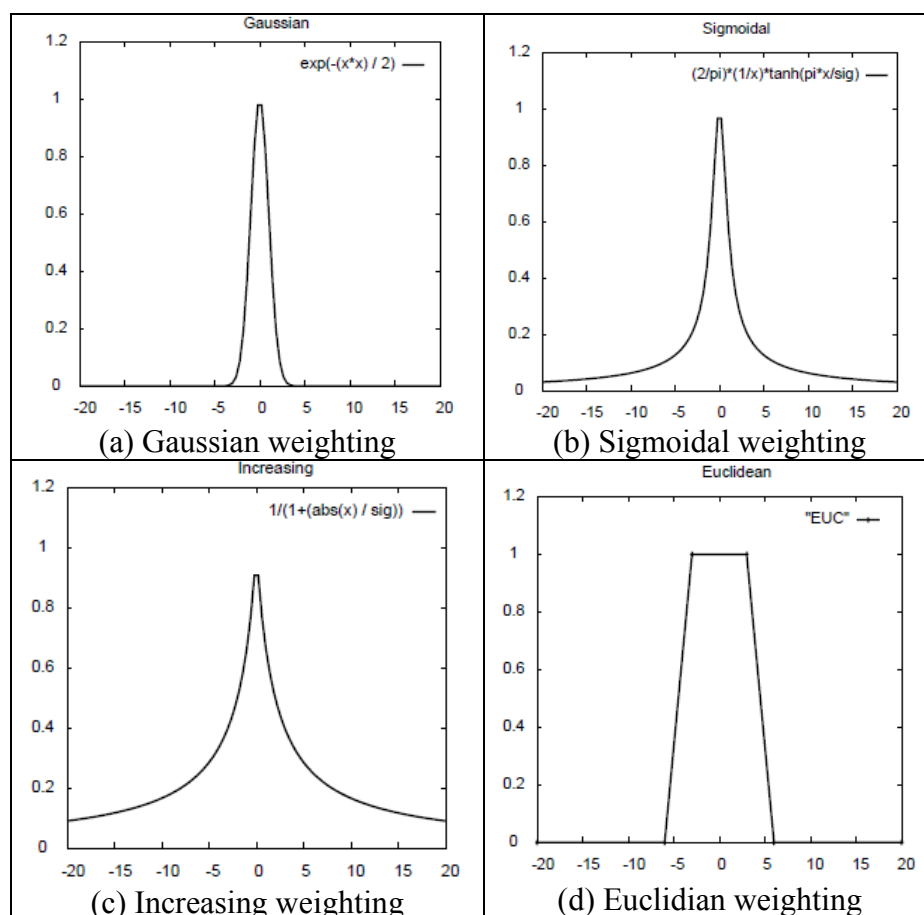 Gaussian
1.2
exp(-(x*x) / 2)
1
0.8
0.6
0.4
0.2
0
-20 -15 -10 -5 0 5 10 15 20
(a) Gaussian weighting
Sigmoidal
1.2
(2/pi)*(1/x)*tanh(pi*x/sig)
1
0.8
0.6
0.4
0.2
0
-20 -15 -10 -5 0 5 10 15 20
(b) Sigmoidal weighting
Increasing
1.2
1/(1+(abs(x) / sig))
1
0.8
0.6
0.4
0.2
0
-20 -15 -10 -5 0 5 10 15 20
(c) Increasing weighting
Euclidean
1.2
"EUC"
1
0.8
0.6
0.4
0.2
0
-20 -15 -10 -5 0 5 10 15 20
(d) Euclidian weighting